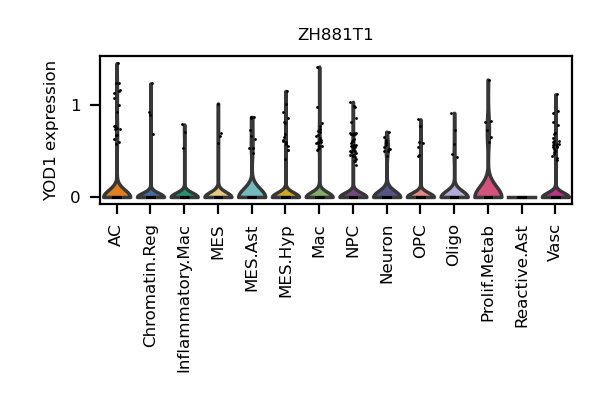 ZH881T1
YOD1 expression
1
0
AC
Chromatin.Reg
Inflammatory.Mac
MES
MES.Ast
MES.Hyp
Mac
NPC
Neuron
OPC
Oligo
Prolif.Metab
Reactive.Ast
Vasc